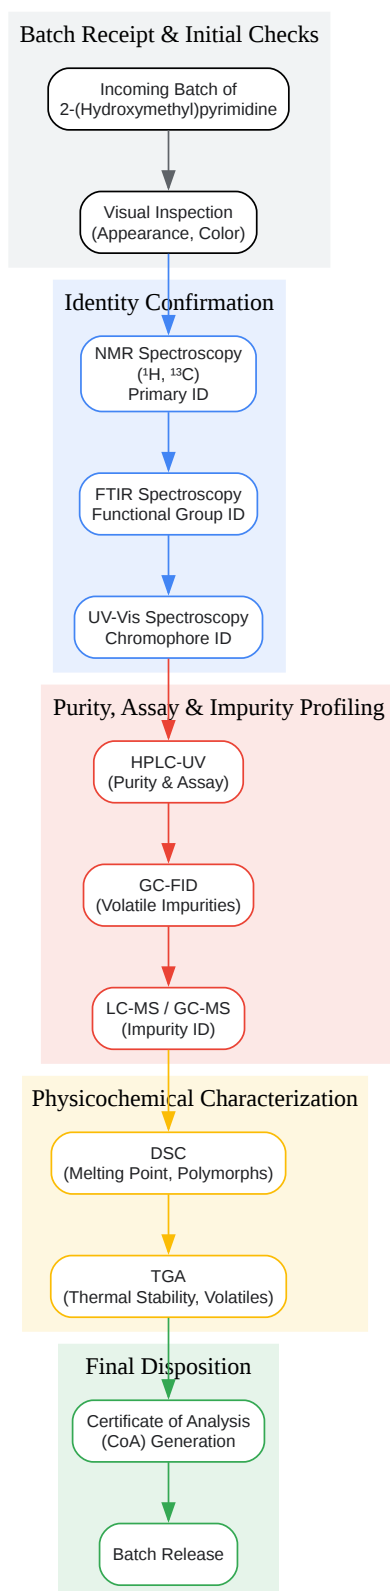 Batch Receipt & Initial Checks
Incoming Batch of
2-(Hydroxymethyl)pyrimidine
Visual Inspection
(Appearance, Color)
Identity Confirmation
NMR Spectroscopy
(¹H, ¹³C)
Primary ID
FTIR Spectroscopy
Functional Group ID
UV-Vis Spectroscopy
Chromophore ID
Purity, Assay & Impurity Profiling
HPLC-UV
(Purity & Assay)
GC-FID
(Volatile Impurities)
LC-MS / GC-MS
(Impurity ID)
Physicochemical Characterization
DSC
(Melting Point, Polymorphs)
TGA
(Thermal Stability, Volatiles)
Final Disposition
Certificate of Analysis
(CoA) Generation
Batch Release